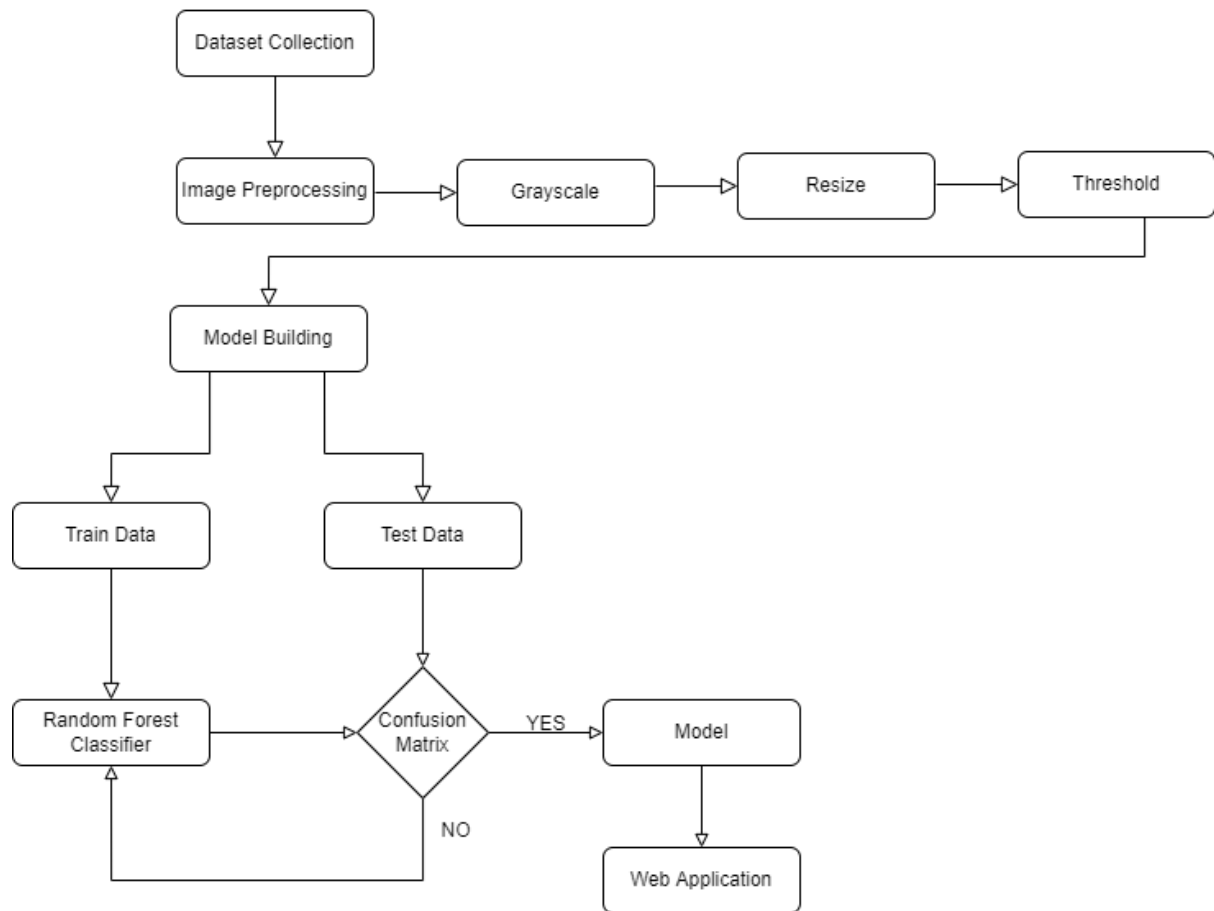 Dataset Collection
Image Preprocessing
Grayscale
Resize
Threshold
Model Building
Train Data
Test Data
Random Forest
Classifier
Confusion
Matrix
YES
Model
NO
Web Application